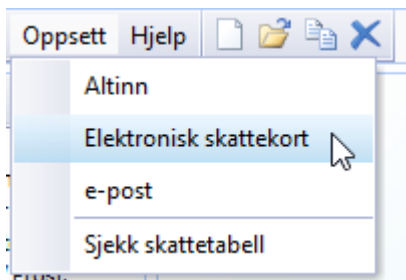 Oppsett Hjelp
Altinn
Elektronisk skattekort
e-post
Sjekk skattetabell